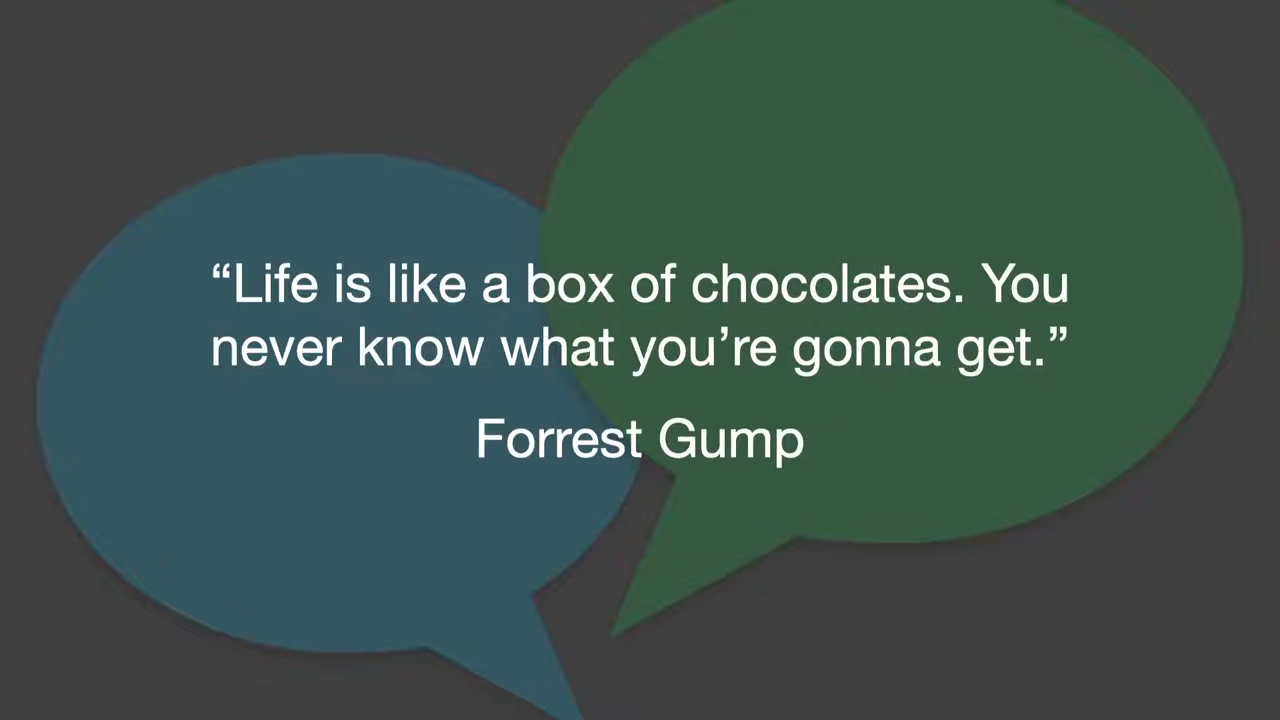 “Life is like a box of chocolates. You
never know what you’re gonna get.”
Forrest Gump